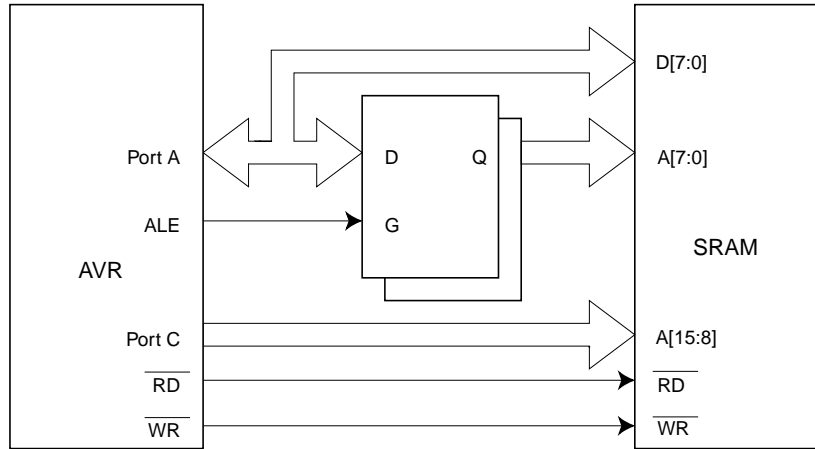 D[7:0]
Port A
D
Q
A[7:0]
ALE
G
AVR
SRAM
Port C
A[15:8]
RD
RD
WR
WR